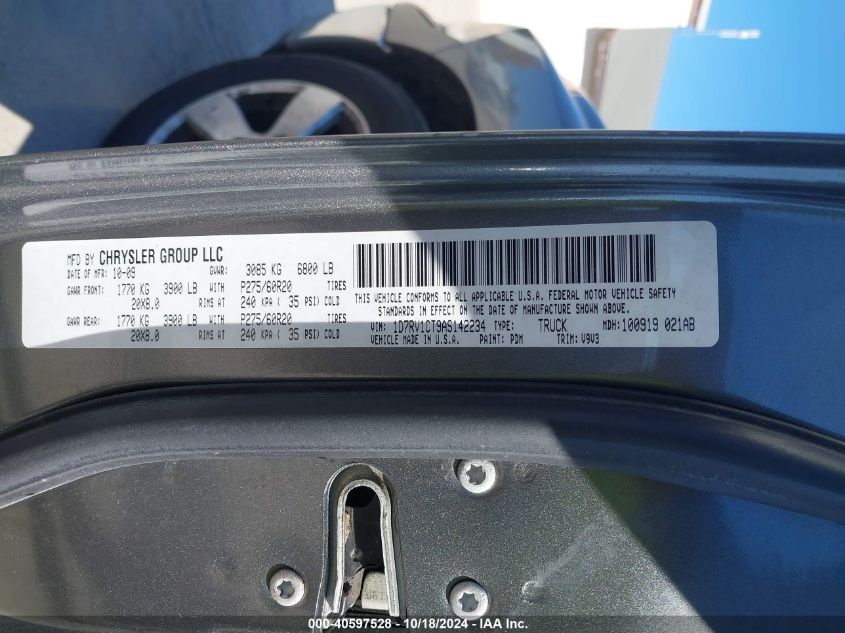 MFD BY CHRYSLER GROUP LLC
DATE OF MFR: 10-09 GVWR: 3085 KG 6800 LB
GAWR FRONT: 1770 KG 3900 LB WITH P275/60R20 TIRES
20X8.0 RIMS AT 240 KPA ( 35 PSI) COLD
GAWR REAR: 1770 KG 3900 LB WITH P275/60R20 TIRES
20X8.0 RIMS AT 240 KPA ( 35 PSI) COLD
THIS VEHICLE CONFORMS TO ALL APPLICABLE U.S.A. FEDERAL MOTOR VEHICLE SAFETY
STANDARDS IN EFFECT ON THE DATE OF MANUFACTURE SHOWN ABOVE.
VIN: 1D7RV1CT9AS142234 TYPE: TRUCK MDH: 100919 021AB
VEHICLE MADE IN U.S.A. PAINT: PDM TRIM: V9V3
000-40597528 - 10/18/2024 -